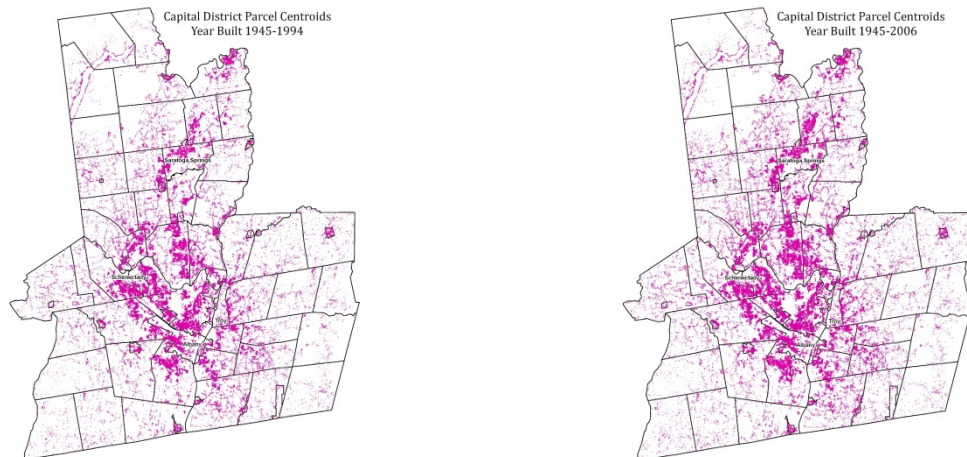 Capital District Parcel Centroids
Year Built 1945-1994
Saratoga Springs
Schenectady
Troy
Albany
Capital District Parcel Centroids
Year Built 1945-2006
Saratoga Springs
Schenectady
Troy
Albany